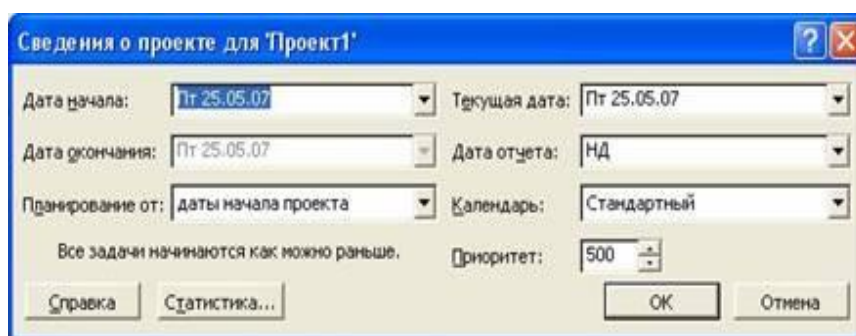 Сведения о проекте для 'Проект1'
Дата начала: Пт 25.05.07 Текущая дата: Пт 25.05.07
Дата окончания: Пт 25.05.07 Дата отчета: НД
Планирование от: даты начала проекта Календарь: Стандартный
Все задачи начинаются как можно раньше. Приоритет: 500
Справка Статистика... ОК Отмена